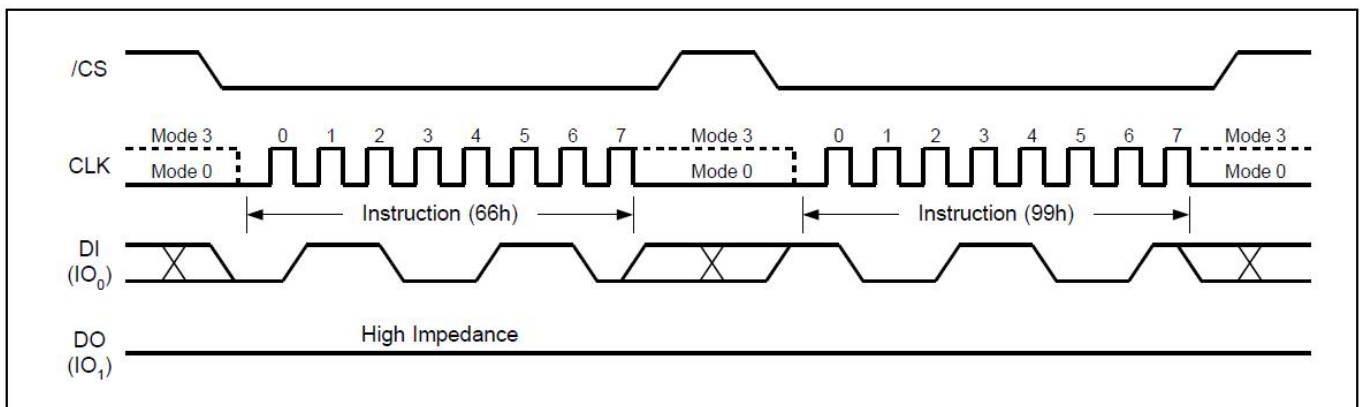 /CS
Mode 3 0 1 2 3 4 5 6 7 Mode 3 0 1 2 3 4 5 6 7 Mode 3
CLK
Mode 0 Mode 0 Mode 0
Instruction (66h) Instruction (99h)
DI
(IO0)
High Impedance
DO
(IO1)